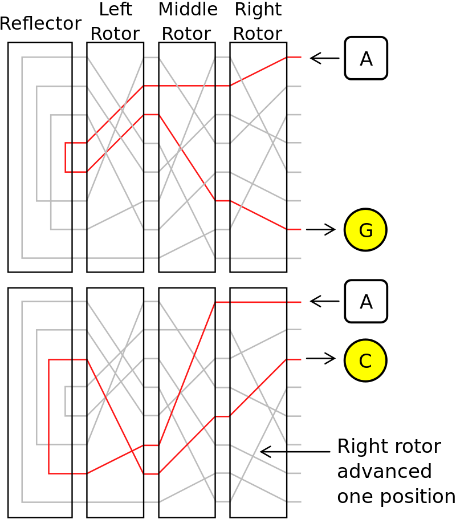 Reflector
Left
Rotor
Middle
Rotor
Right
Rotor
A
G
A
C
Right rotor
advanced
one position